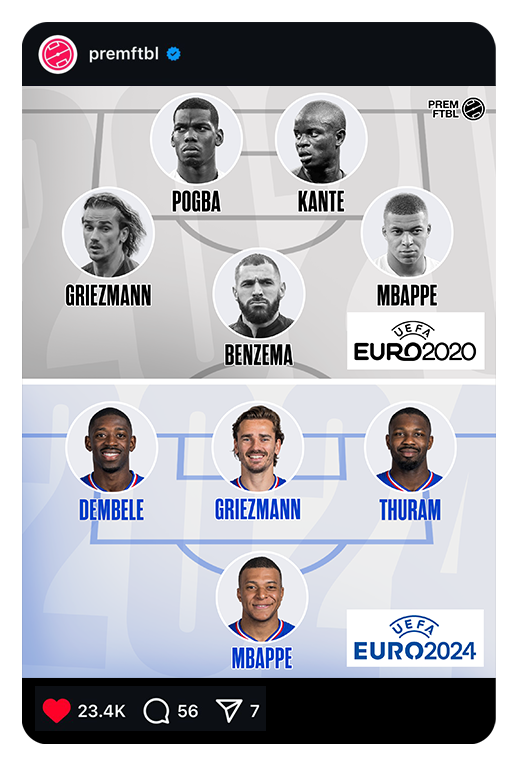 premftbl
PREM
FTBL
POGBA
KANTE
GRIEZMANN
MBAPPE
BENZEMA
UEFA
EURO2020
DEMBELE
GRIEZMANN
THURAM
MBAPPE
UEFA
EURO2024
23.4K
56
7
2024